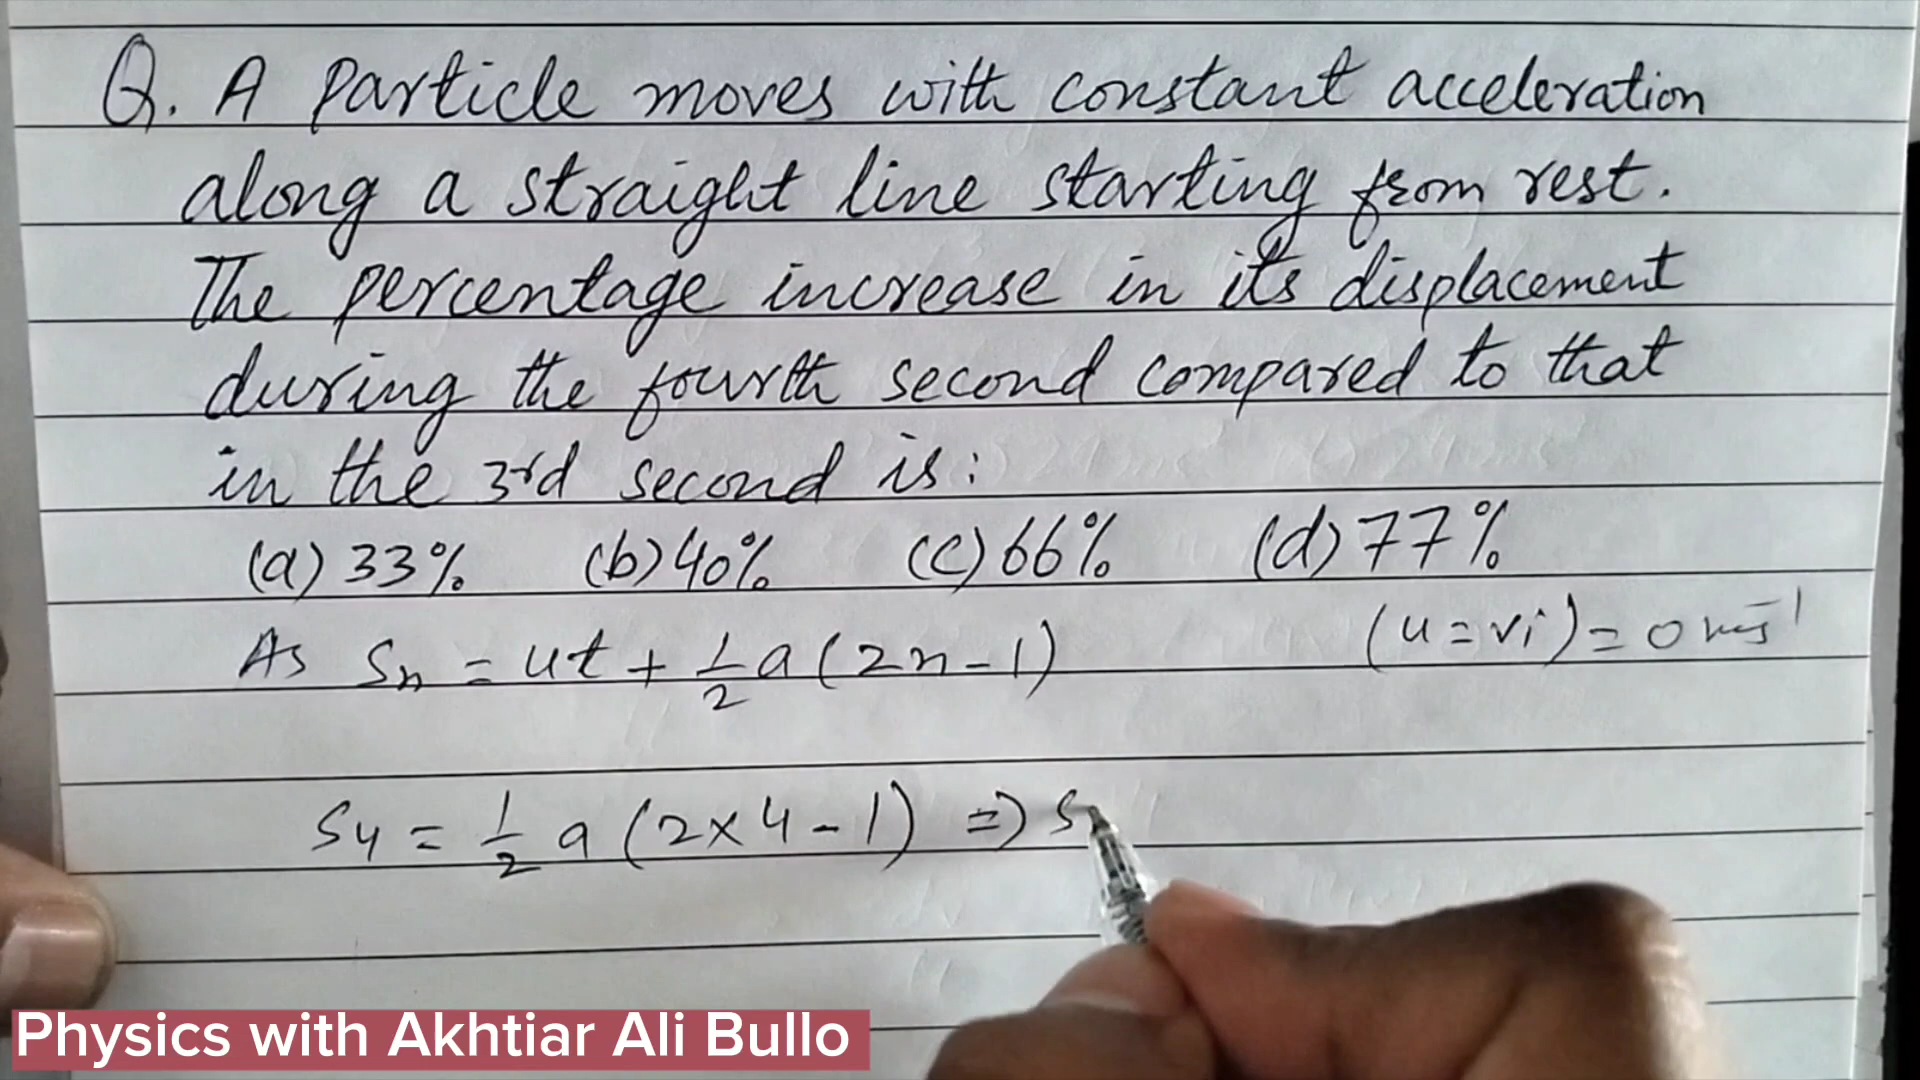 Q. A particle moves with constant acceleration
along a straight line starting from rest.
The percentage increase in its displacement
during the fourth second compared to that
in the 3rd second is:
(a) 33% (b) 40% (c) 66% (d) 77%
As Sn = ut + 1/2 a (2n - 1) (u = vi) = 0 ms⁻¹
S4 = 1/2 a (2 x 4 - 1) => S
Physics with Akhtiar Ali Bullo